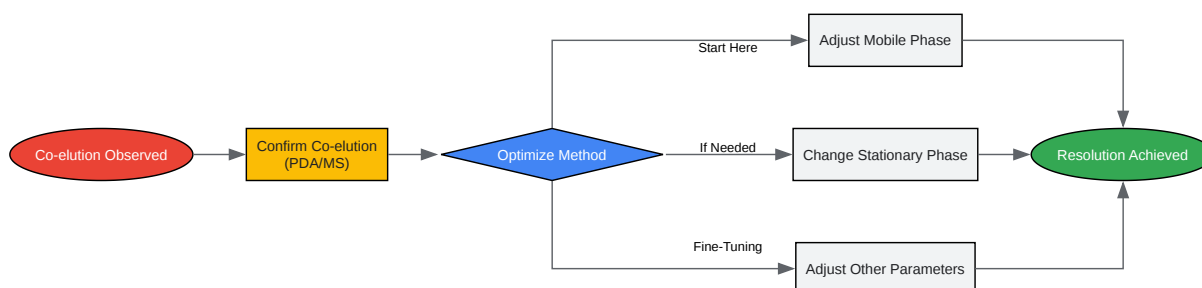 Co-elution Observed
Confirm Co-elution
(PDA/MS)
Optimize Method
Start Here
Adjust Mobile Phase
If Needed
Change Stationary Phase
Fine-Tuning
Adjust Other Parameters
Resolution Achieved